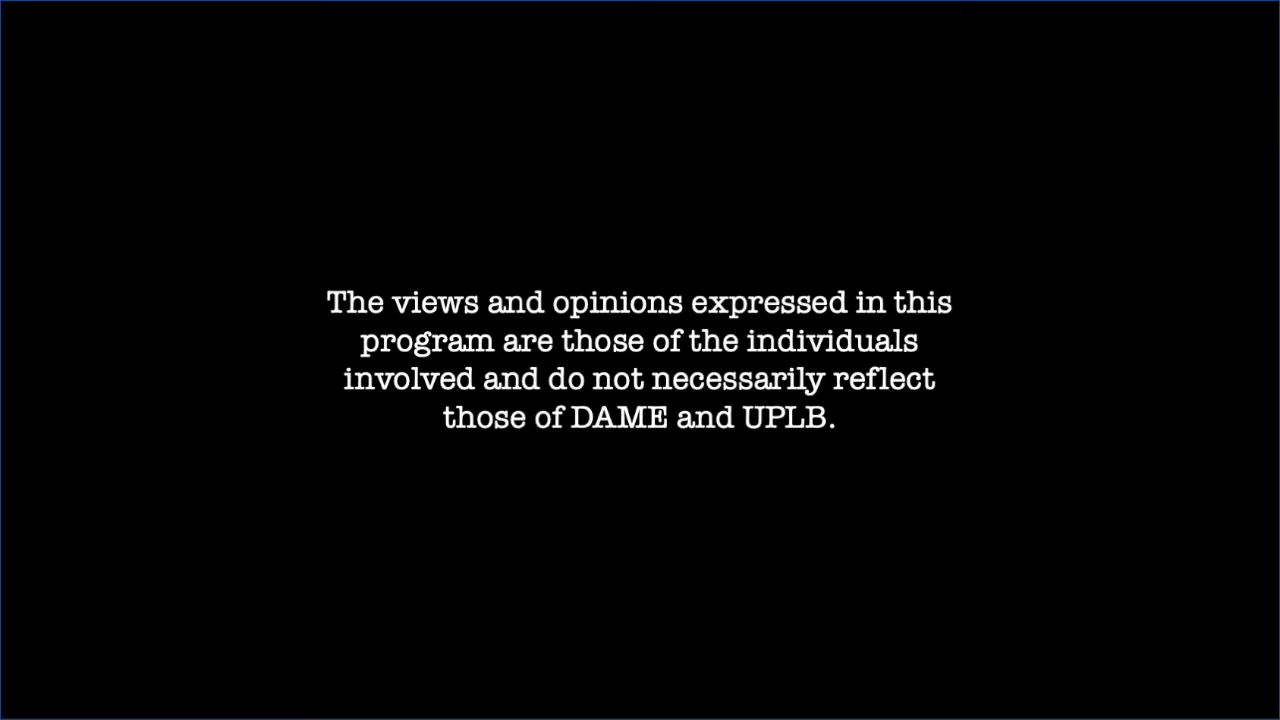 The views and opinions expressed in this
program are those of the individuals
involved and do not necessarily reflect
those of DAME and UPLB.